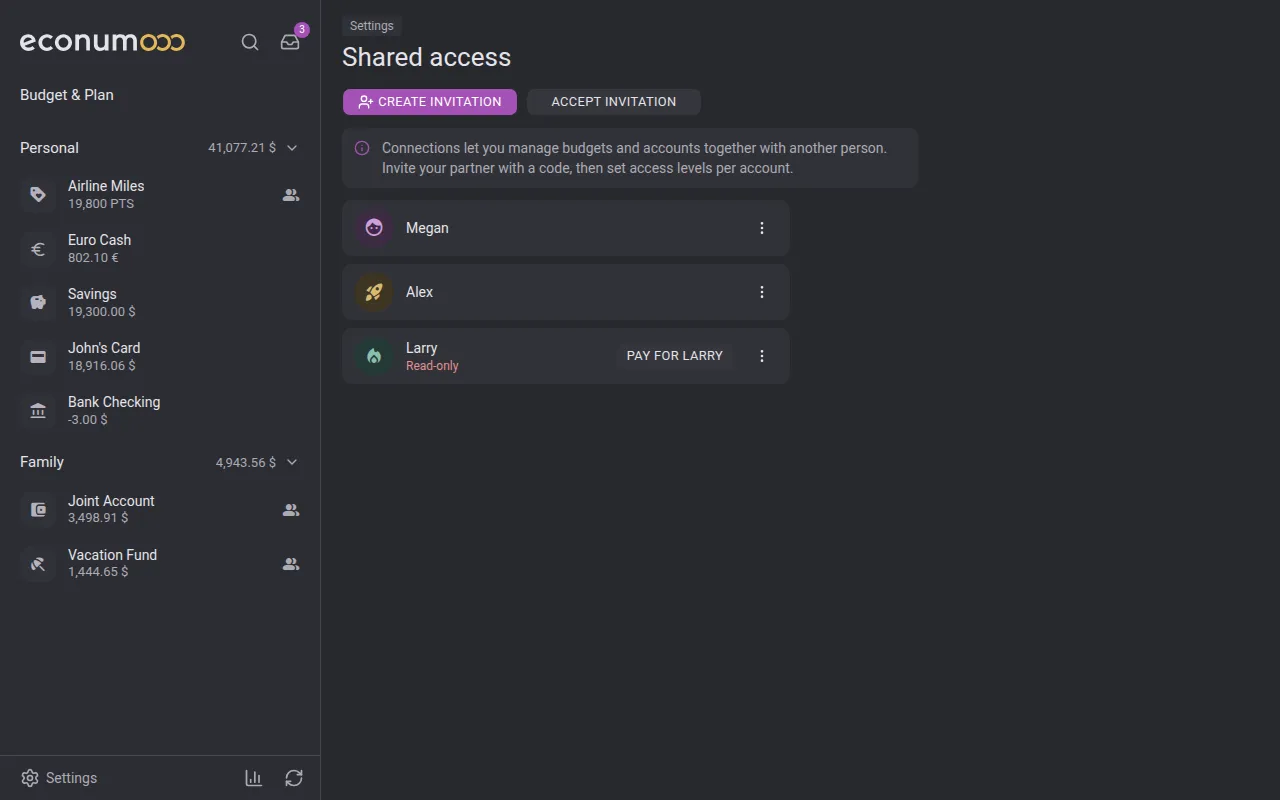 econumo
3
Budget & Plan
Personal
41,077.21 $
Airline Miles
19,800 PTS
Euro Cash
802.10 €
Savings
19,300.00 $
John's Card
18,916.06 $
Bank Checking
-3.00 $
Family
4,943.56 $
Joint Account
3,498.91 $
Vacation Fund
1,444.65 $
Settings
Settings
Shared access
CREATE INVITATION
ACCEPT INVITATION
Connections let you manage budgets and accounts together with another person.
Invite your partner with a code, then set access levels per account.
Megan
Alex
Larry
Read-only
PAY FOR LARRY